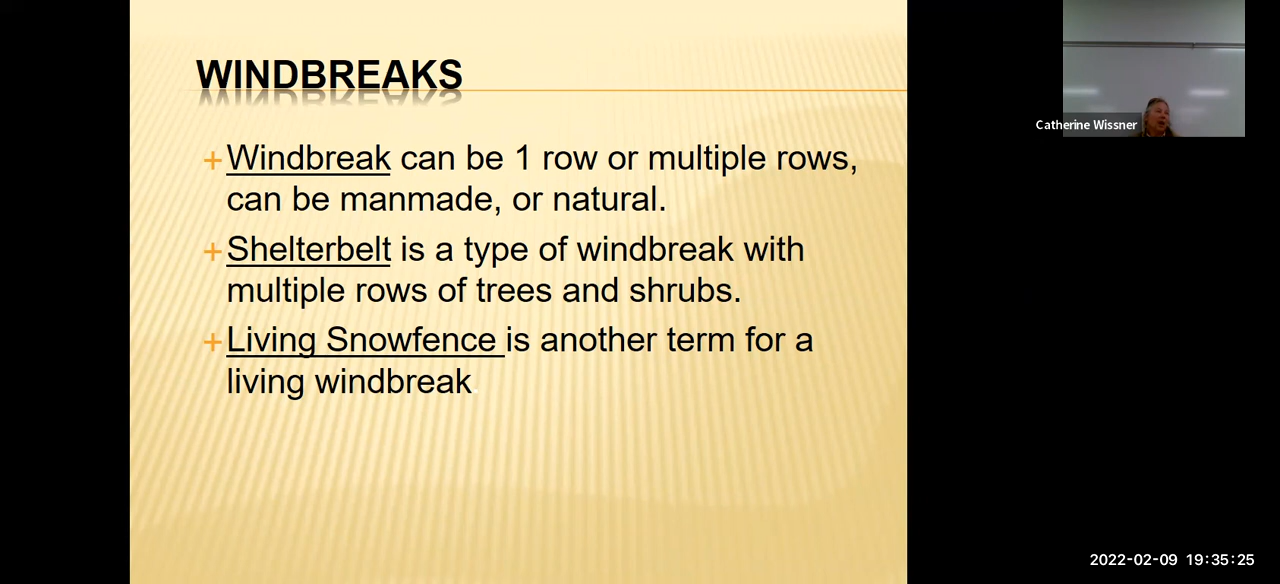 WINDBREAKS
Windbreak can be 1 row or multiple rows,
can be manmade, or natural.
Shelterbelt is a type of windbreak with
multiple rows of trees and shrubs.
Living Snowfence is another term for a
living windbreak.
Catherine Wissner
2022-02-09 19:35:25